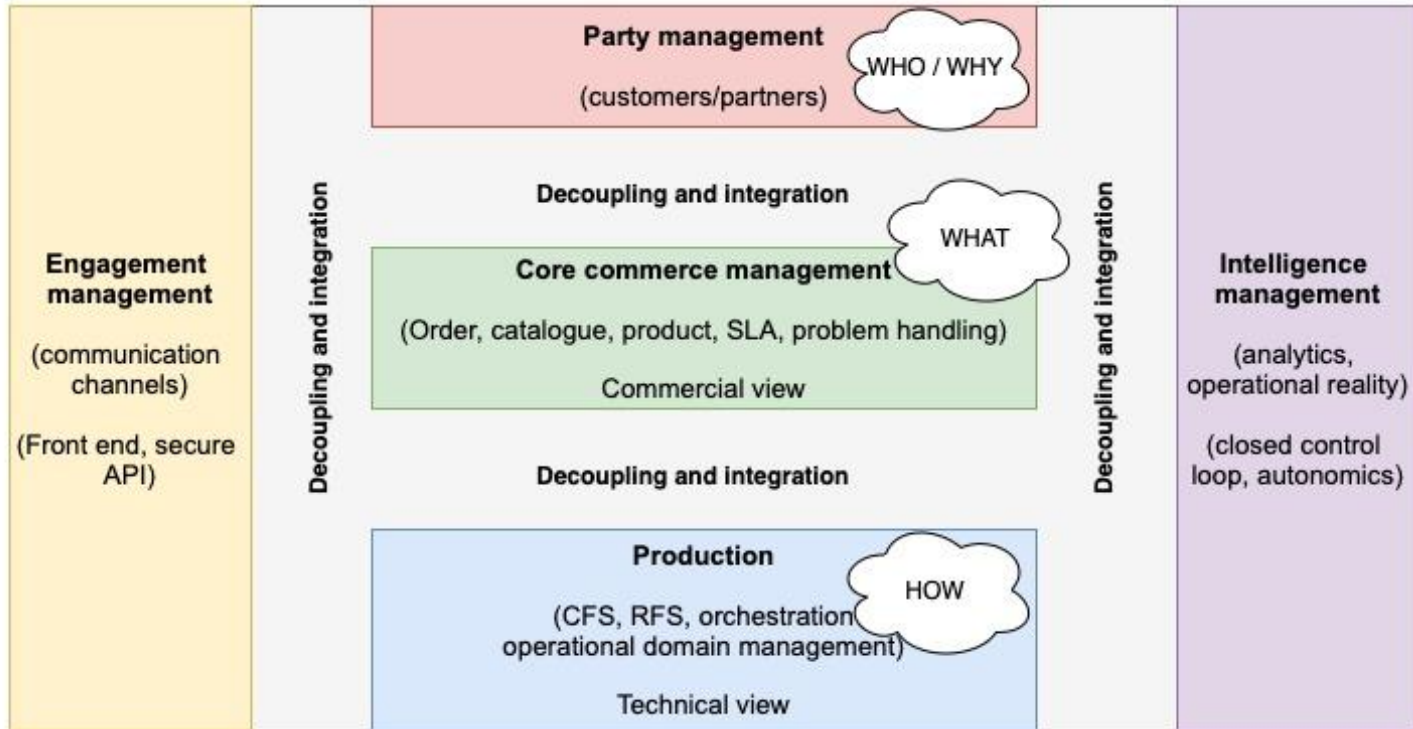 Party management
(customers/partners)
WHO / WHY
Decoupling and integration
WHAT
Engagement
management
(communication
channels)
(Front end, secure
API)
Decoupling and integration
Core commerce management
(Order, catalogue, product, SLA, problem handling)
Commercial view
Decoupling and integration
Intelligence
management
(analytics,
operational reality)
(closed control
loop, autonomics)
Decoupling and integration
Production
HOW
(CFS, RFS, orchestration
operational domain management)
Technical view